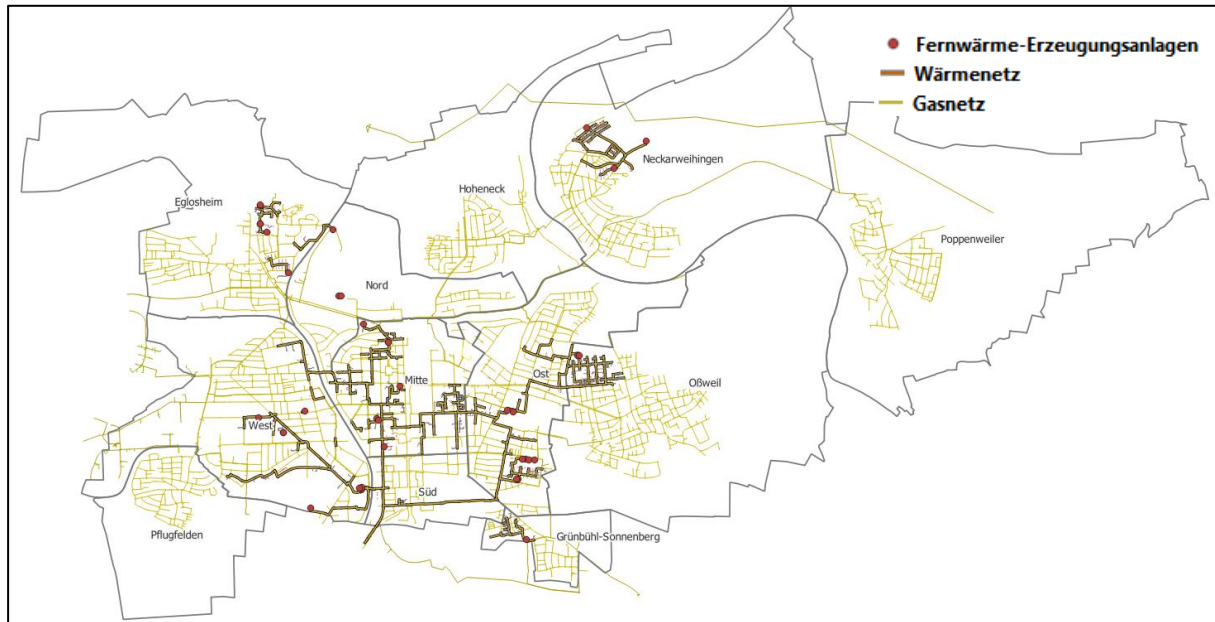 Fernwärme-Erzeugungsanlagen
Wärmenetz
Gasnetz
Neckarweihingen
Hoheneck
Eglosheim
Poppenweiler
Nord
Mitte
Ost
Oßweil
West
Süd
Pflugfelden
Grünbühl-Sonnenberg